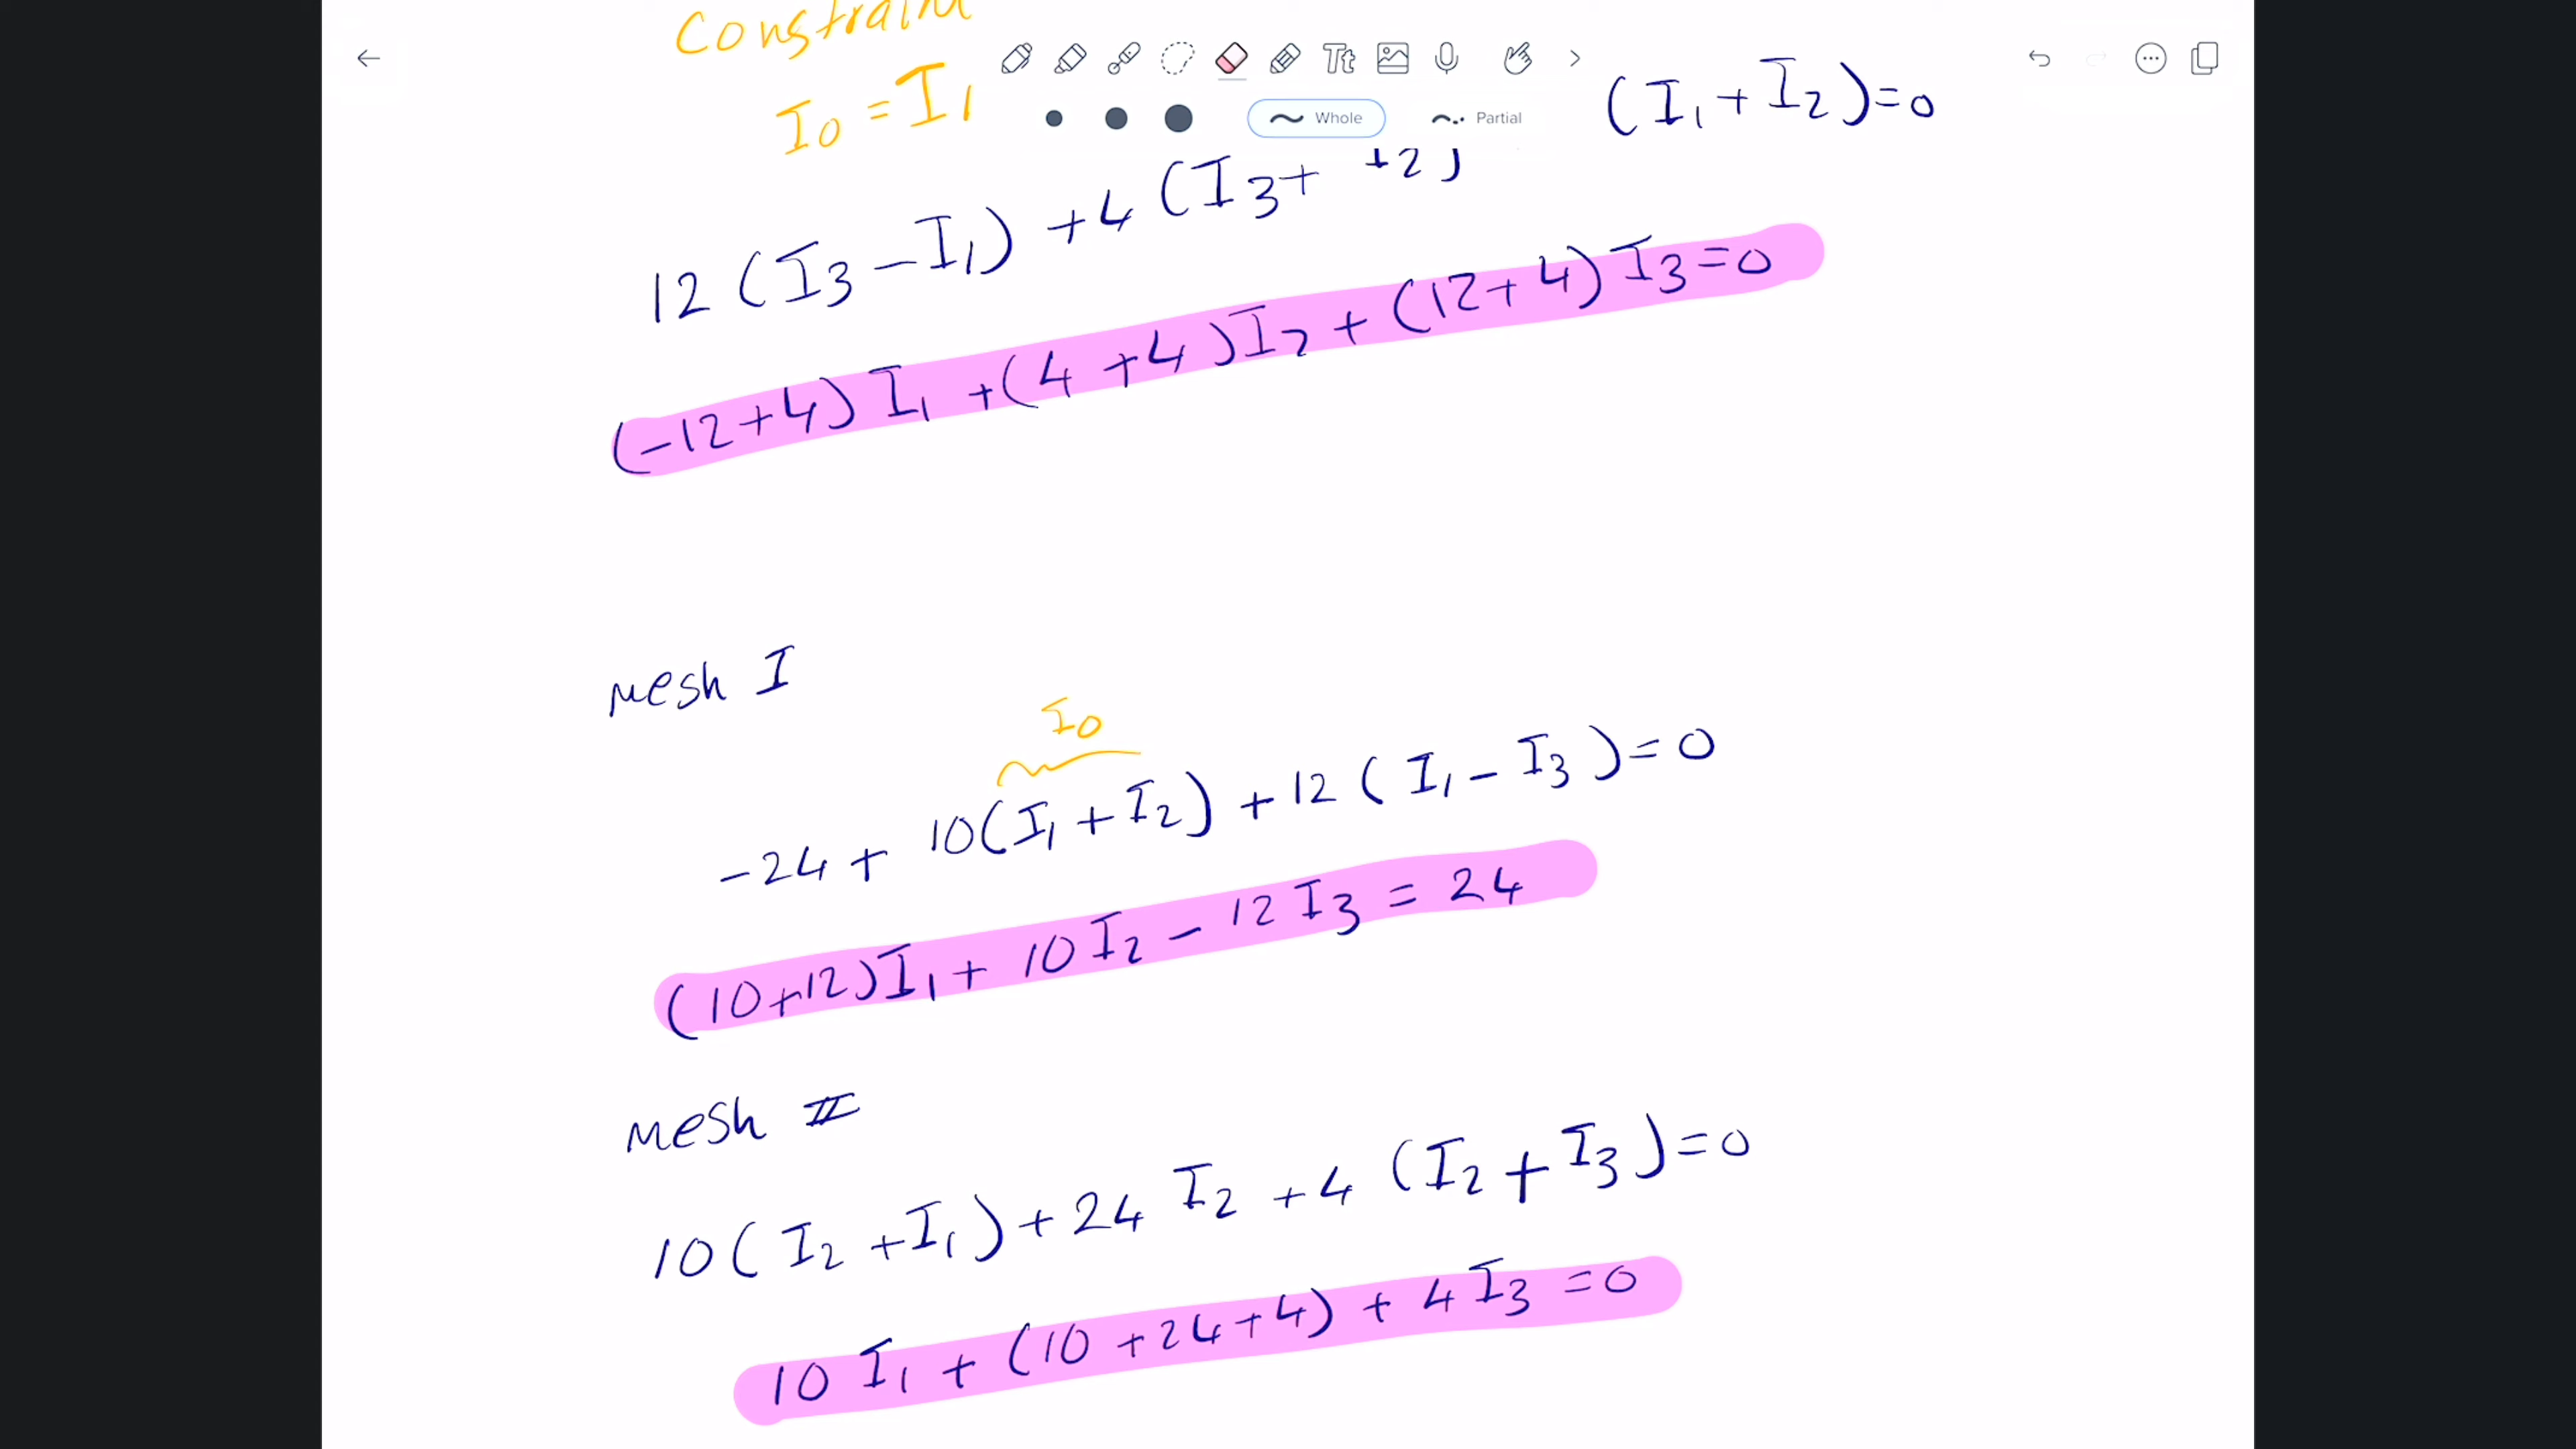 Constraint
I₀ = I₁
Whole Partial
(I₁ + I₂) = 0
12 (I₃ − I₁) + 4 (I₃ + I₂)
(−12+4) I₁ + (4+4) I₂ + (12+4) I₃ = 0
mesh I
I₀
−24 + 10(I₁ + I₂) + 12 (I₁ − I₃) = 0
(10+12) I₁ + 10 I₂ − 12 I₃ = 24
mesh II
10 (I₂ + I₁) + 24 I₂ + 4 (I₂ + I₃) = 0
10 I₁ + (10 + 24 + 4) + 4 I₃ = 0